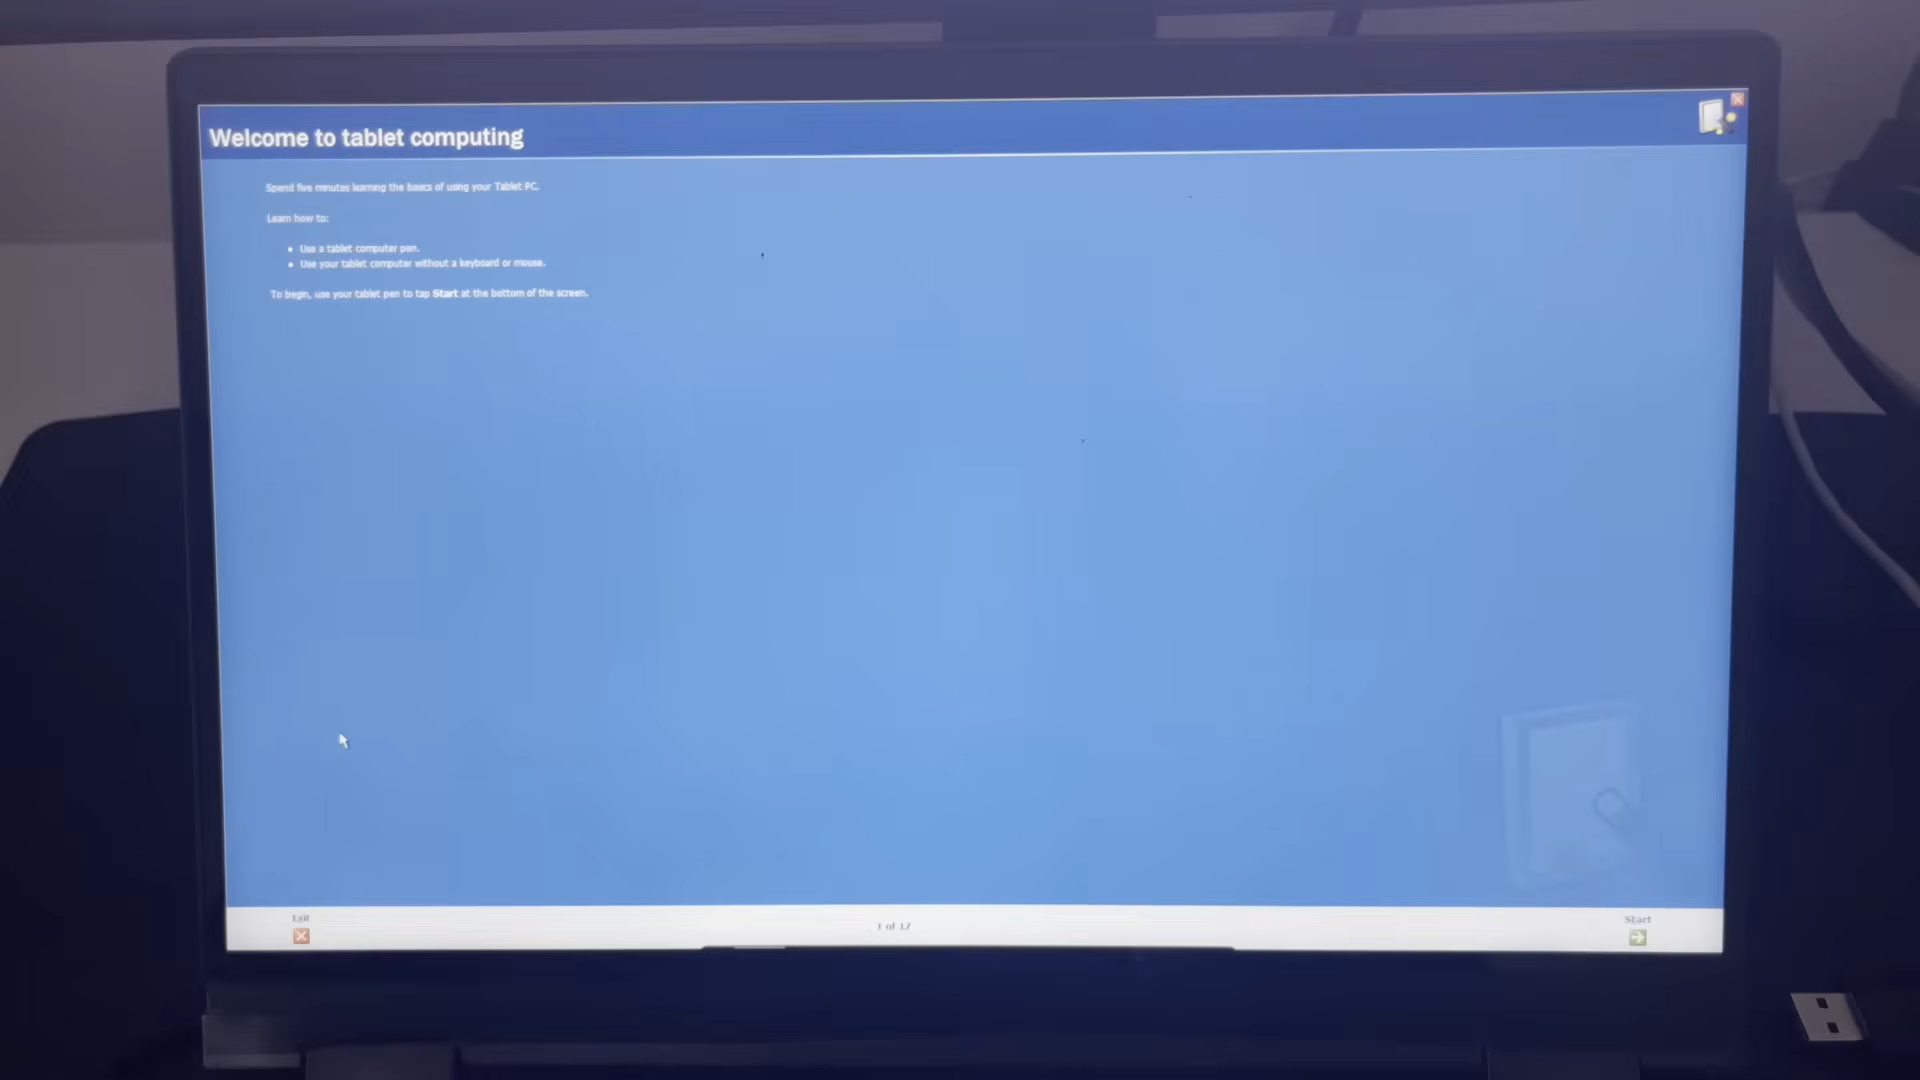 Welcome to tablet computing
Spend five minutes learning the basics of using your Tablet PC.
Learn how to:
• Use a tablet computer pen.
• Use your tablet computer without a keyboard or mouse.
To begin, use your tablet pen to tap Start at the bottom of the screen.
Exit
1 of 17
Start